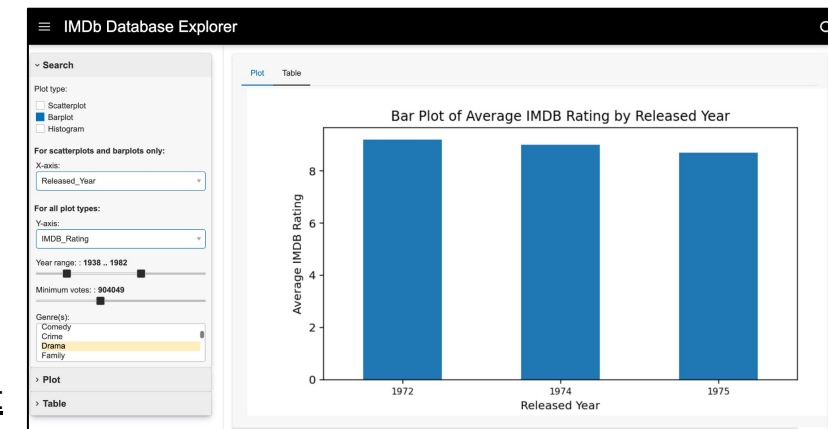 IMDb Database Explorer
Search
Plot type:
Scatterplot
Barplot
Histogram
For scatterplots and barplots only:
X-axis:
Released_Year
For all plot types:
Y-axis:
IMDB_Rating
Year range: : 1938 .. 1982
Minimum votes: : 904049
Genre(s):
Comedy
Crime
Drama
Family
Plot
Table
Plot Table
Bar Plot of Average IMDB Rating by Released Year
Average IMDB Rating
8
6
4
2
0
1972 1974 1975
Released Year